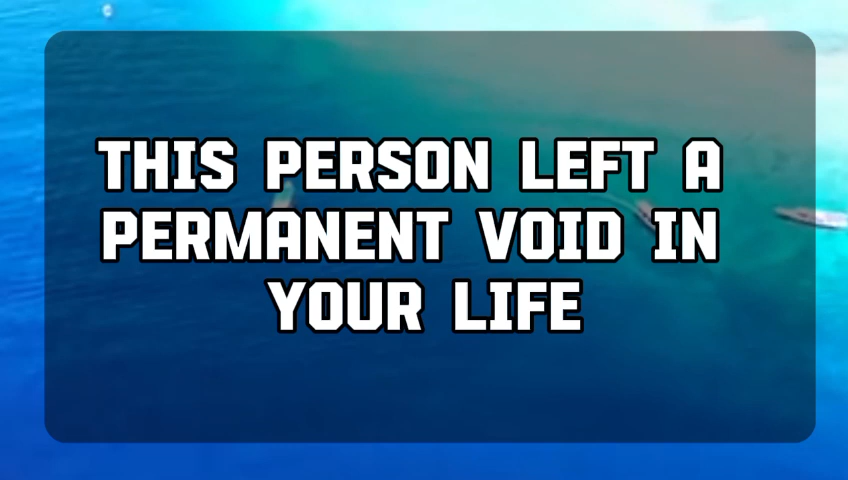 THIS PERSON LEFT A
PERMANENT VOID IN
YOUR LIFE